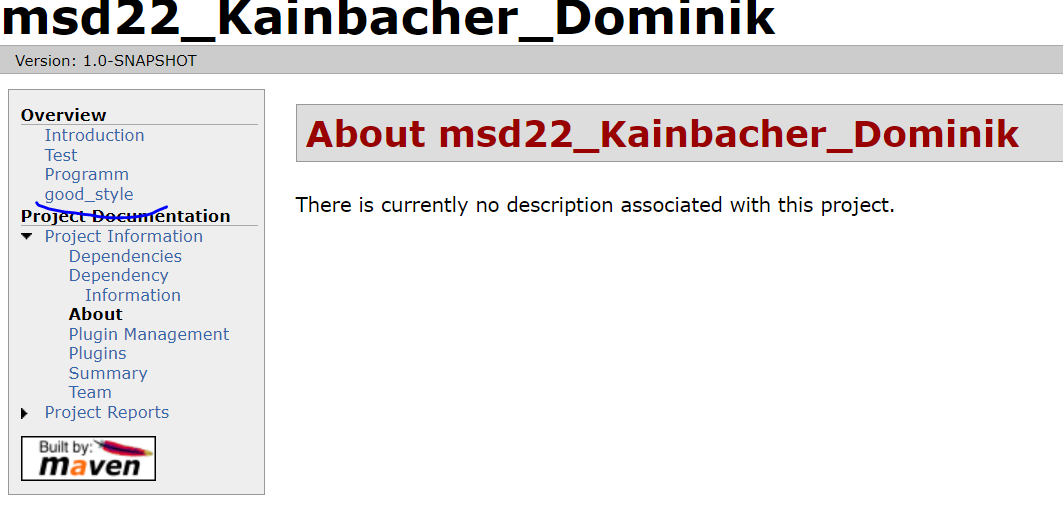 msd22_Kainbacher_Dominik
Version: 1.0-SNAPSHOT
Overview
Introduction
Test
Programm
good_style
Project Documentation
Project Information
Dependencies
Dependency
Information
About
Plugin Management
Plugins
Summary
Team
Project Reports
Built by:
maven
About msd22_Kainbacher_Dominik
There is currently no description associated with this project.